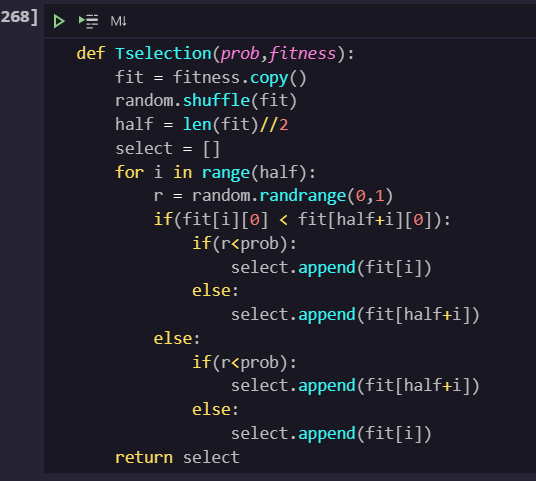 268]
M↓
def Tselection(prob,fitness):
    fit = fitness.copy()
    random.shuffle(fit)
    half = len(fit)//2
    select = []
    for i in range(half):
        r = random.randrange(0,1)
        if(fit[i][0] < fit[half+i][0]):
            if(r<prob):
                select.append(fit[i])
            else:
                select.append(fit[half+i])
        else:
            if(r<prob):
                select.append(fit[half+i])
            else:
                select.append(fit[i])
    return select